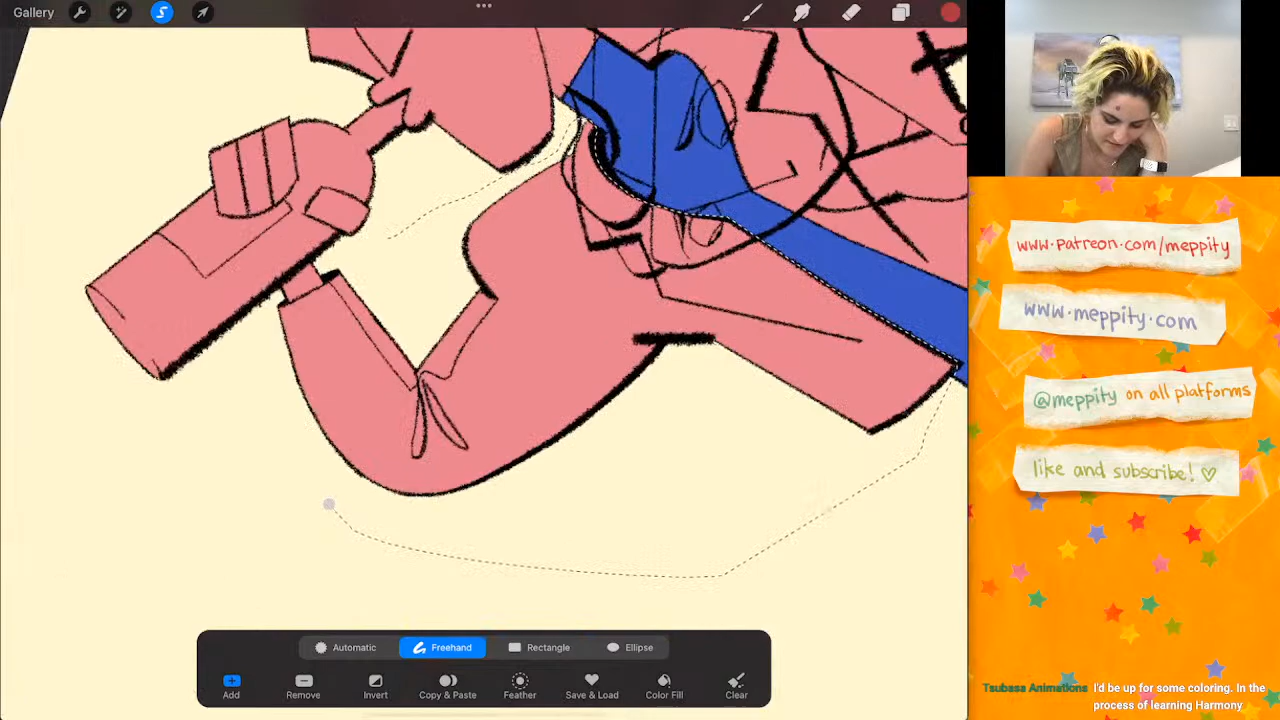 Gallery
www.patreon.com/meppity
www.meppity.com
@meppity on all platforms
like and subscribe! ♡
Automatic
Freehand
Rectangle
Ellipse
Add
Remove
Invert
Copy & Paste
Feather
Save & Load
Color Fill
Clear
Tsubasa Animations I'd be up for some coloring. In the
process of learning Harmony